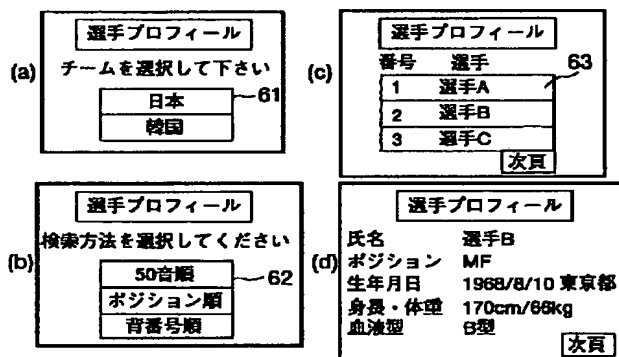 (a)
選手プロフィール
チームを選択して下さい
日本
韓国
61
(b)
選手プロフィール
検索方法を選択してください
50音順
ポジション順
背番号順
62
(c)
選手プロフィール
番号 選手
1 選手A
2 選手B
3 選手C
次頁
63
(d)
選手プロフィール
氏名 選手B
ポジション MF
生年月日 1968/8/10 東京都
身長・体重 170cm/66kg
血液型 B型
次頁